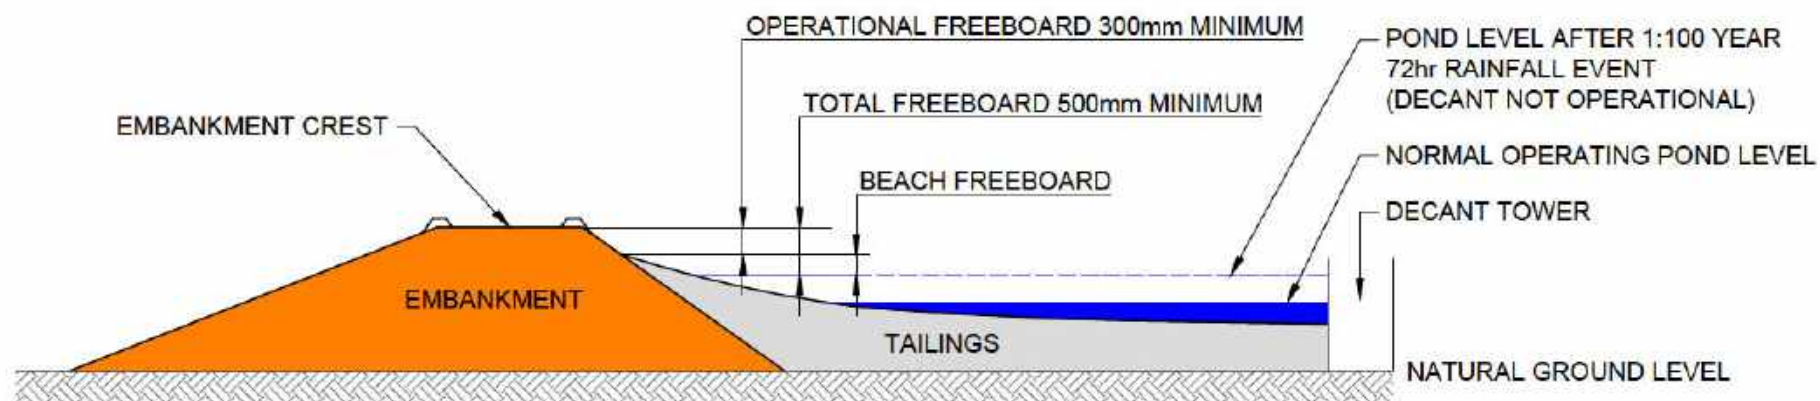 OPERATIONAL FREEBOARD 300mm MINIMUM
POND LEVEL AFTER 1:100 YEAR
72hr RAINFALL EVENT
(DECANT NOT OPERATIONAL)
TOTAL FREEBOARD 500mm MINIMUM
EMBANKMENT CREST
NORMAL OPERATING POND LEVEL
BEACH FREEBOARD
DECANT TOWER
EMBANKMENT
TAILINGS
NATURAL GROUND LEVEL